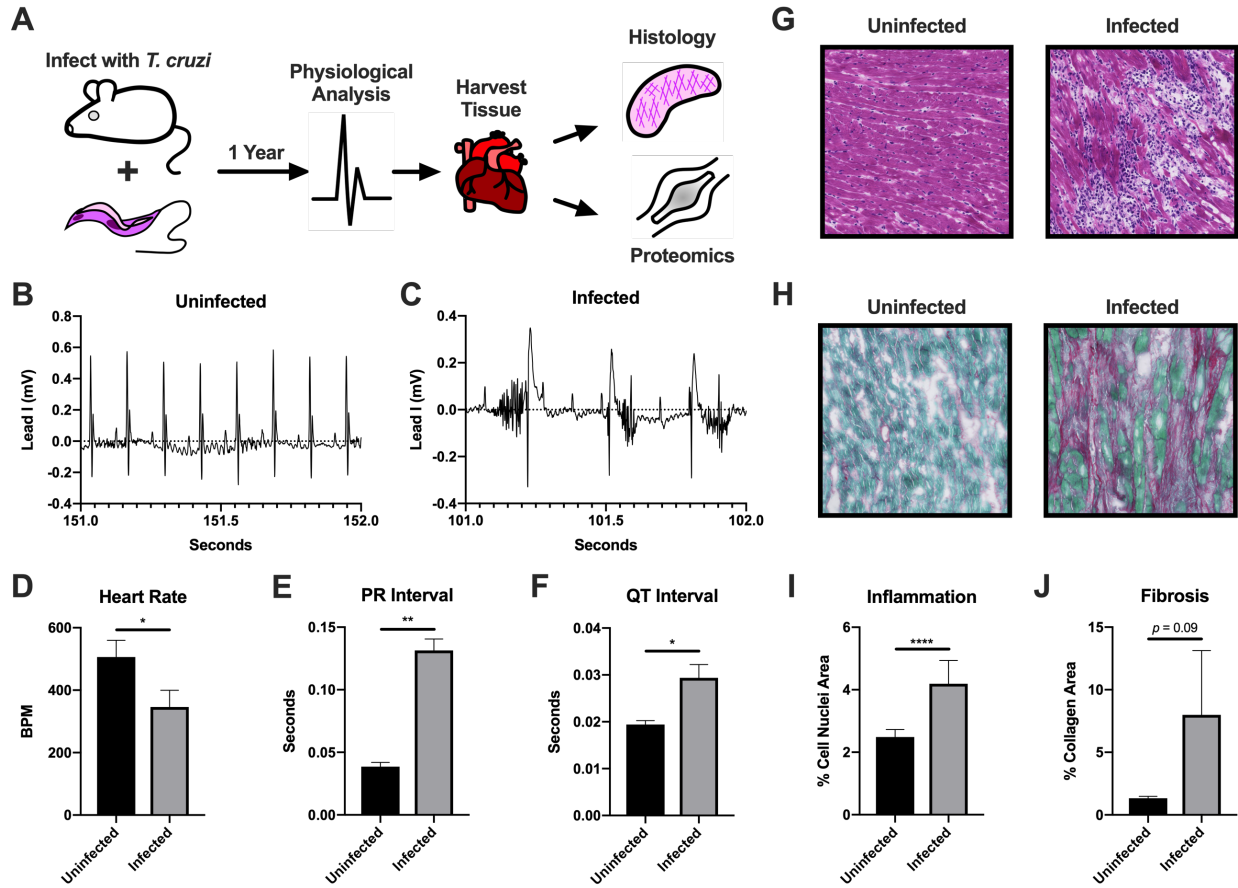 A
Infect with T. cruzi
+
1 Year
Physiological
Analysis
Harvest
Tissue
Histology
Proteomics
B
Uninfected
Lead I (mV)
0.8
0.6
0.4
0.2
0.0
-0.2
-0.4
151.0
151.5
152.0
Seconds
C
Infected
Lead I (mV)
0.4
0.2
0.0
-0.2
-0.4
101.0
101.5
102.0
Seconds
D
Heart Rate
*
BPM
600
400
200
0
Uninfected
Infected
E
PR Interval
**
Seconds
0.15
0.10
0.05
0.00
Uninfected
Infected
F
QT Interval
*
Seconds
0.04
0.03
0.02
0.01
0.00
Uninfected
Infected
G
Uninfected
Infected
H
Uninfected
Infected
I
Inflammation
****
% Cell Nuclei Area
6
4
2
0
Uninfected
Infected
J
Fibrosis
p = 0.09
% Collagen Area
15
10
5
0
Uninfected
Infected